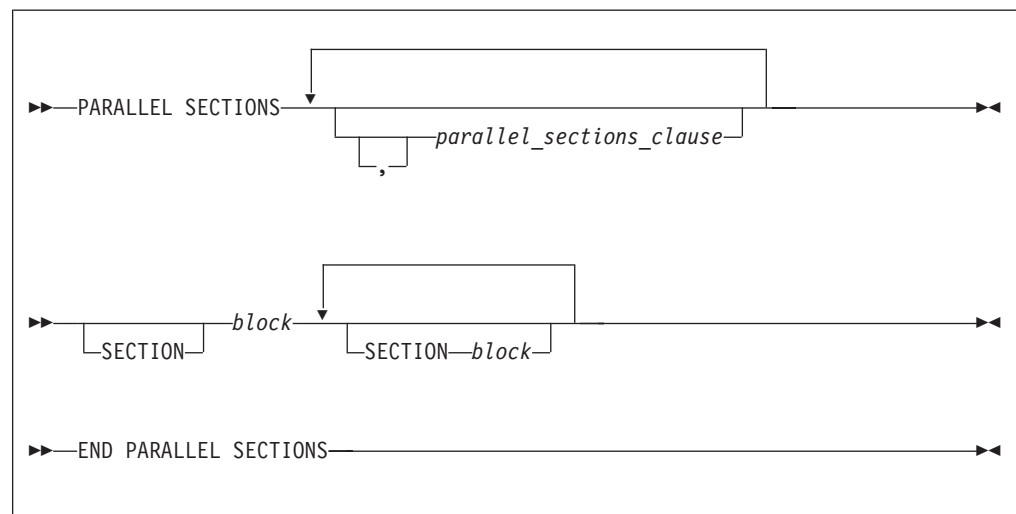 PARALLEL SECTIONS
parallel_sections_clause
,
block
SECTION
SECTION block
END PARALLEL SECTIONS